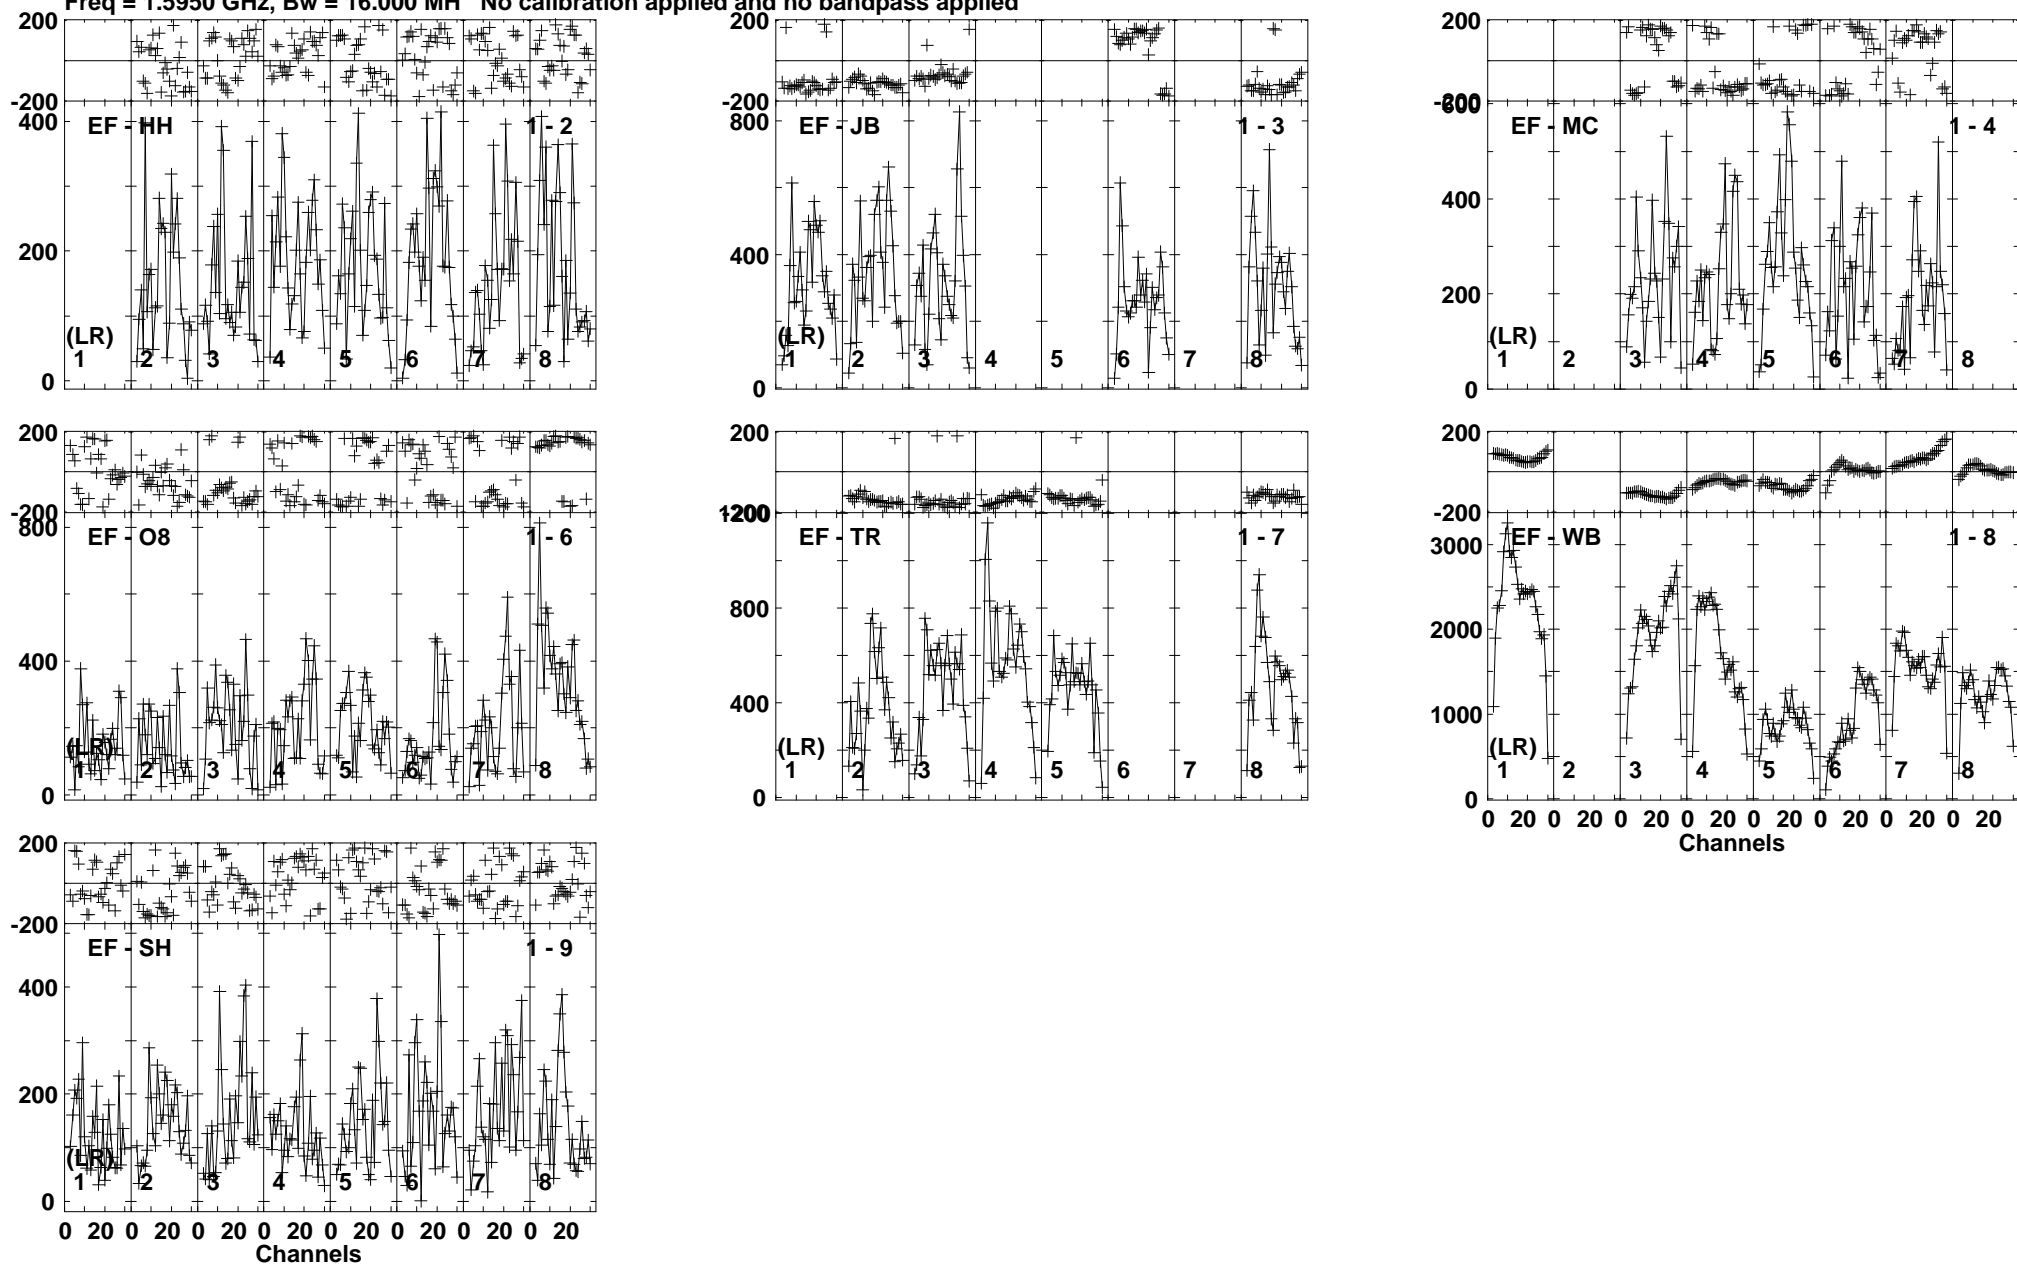 Freq = 1.5950 GHz, Bw = 16.000 MH No calibration applied and no bandpass applied
200
-200
400
200
0
EF - HH 1 - 2
(LR)
1 2 3 4 5 6 7 8
200
-200
800
400
0
EF - JB 1 - 3
(LR)
1 2 3 4 5 6 7 8
200
-200
600
400
200
0
EF - MC 1 - 4
(LR)
1 2 3 4 5 6 7 8
200
-200
800
400
0
EF - O8 1 - 6
(LR)
1 2 3 4 5 6 7 8
200
-200
1200
800
400
0
EF - TR 1 - 7
(LR)
1 2 3 4 5 6 7 8
200
-200
3000
2000
1000
0
EF - WB 1 - 8
(LR)
1 2 3 4 5 6 7 8
0 20 0 20 0 20 0 20 0 20 0 20 0 20 0 20
Channels
200
-200
400
200
0
EF - SH 1 - 9
(LR)
1 2 3 4 5 6 7 8
0 20 0 20 0 20 0 20 0 20 0 20 0 20 0 20
Channels